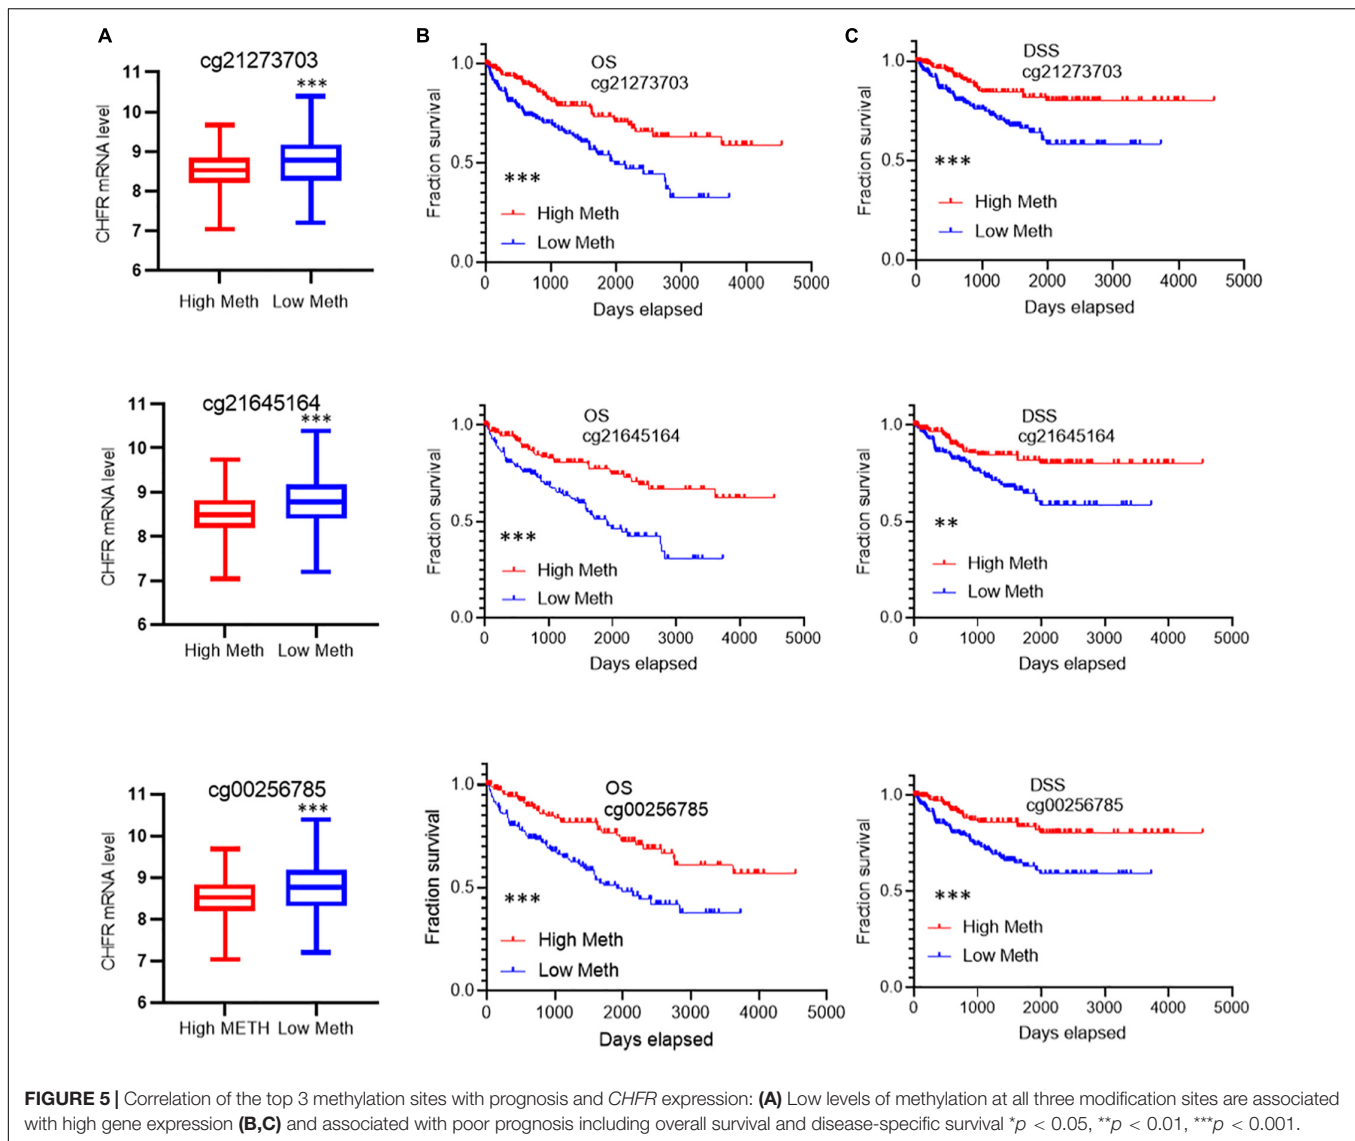 A
B
C
cg21273703
***
CHFR mRNA level
11
10
9
8
7
6
High Meth Low Meth
OS
cg21273703
Fraction survival
1.0
0.5
0.0
***
High Meth
Low Meth
0 1000 2000 3000 4000 5000
Days elapsed
DSS
cg21273703
Fraction survival
1.0
0.5
0.0
***
High Meth
Low Meth
0 1000 2000 3000 4000 5000
Days elapsed
cg21645164
***
CHFR mRNA level
11
10
9
8
7
6
High Meth Low Meth
OS
cg21645164
Fraction survival
1.0
0.5
0.0
***
High Meth
Low Meth
0 1000 2000 3000 4000 5000
Days elapsed
DSS
cg21645164
Fraction survival
1.0
0.5
0.0
**
High Meth
Low Meth
0 1000 2000 3000 4000 5000
Days elapsed
cg00256785
***
CHFR mRNA level
11
10
9
8
7
6
High METH Low Meth
OS
cg00256785
Fraction survival
1.0
0.5
0.0
***
High Meth
Low Meth
0 1000 2000 3000 4000 5000
Days elapsed
DSS
cg00256785
Fraction survival
1.0
0.5
0.0
***
High Meth
Low Meth
0 1000 2000 3000 4000 5000
Days elapsed
FIGURE 5 | Correlation of the top 3 methylation sites with prognosis and CHFR expression: (A) Low levels of methylation at all three modification sites are associated
with high gene expression (B,C) and associated with poor prognosis including overall survival and disease-specific survival *p < 0.05, **p < 0.01, ***p < 0.001.